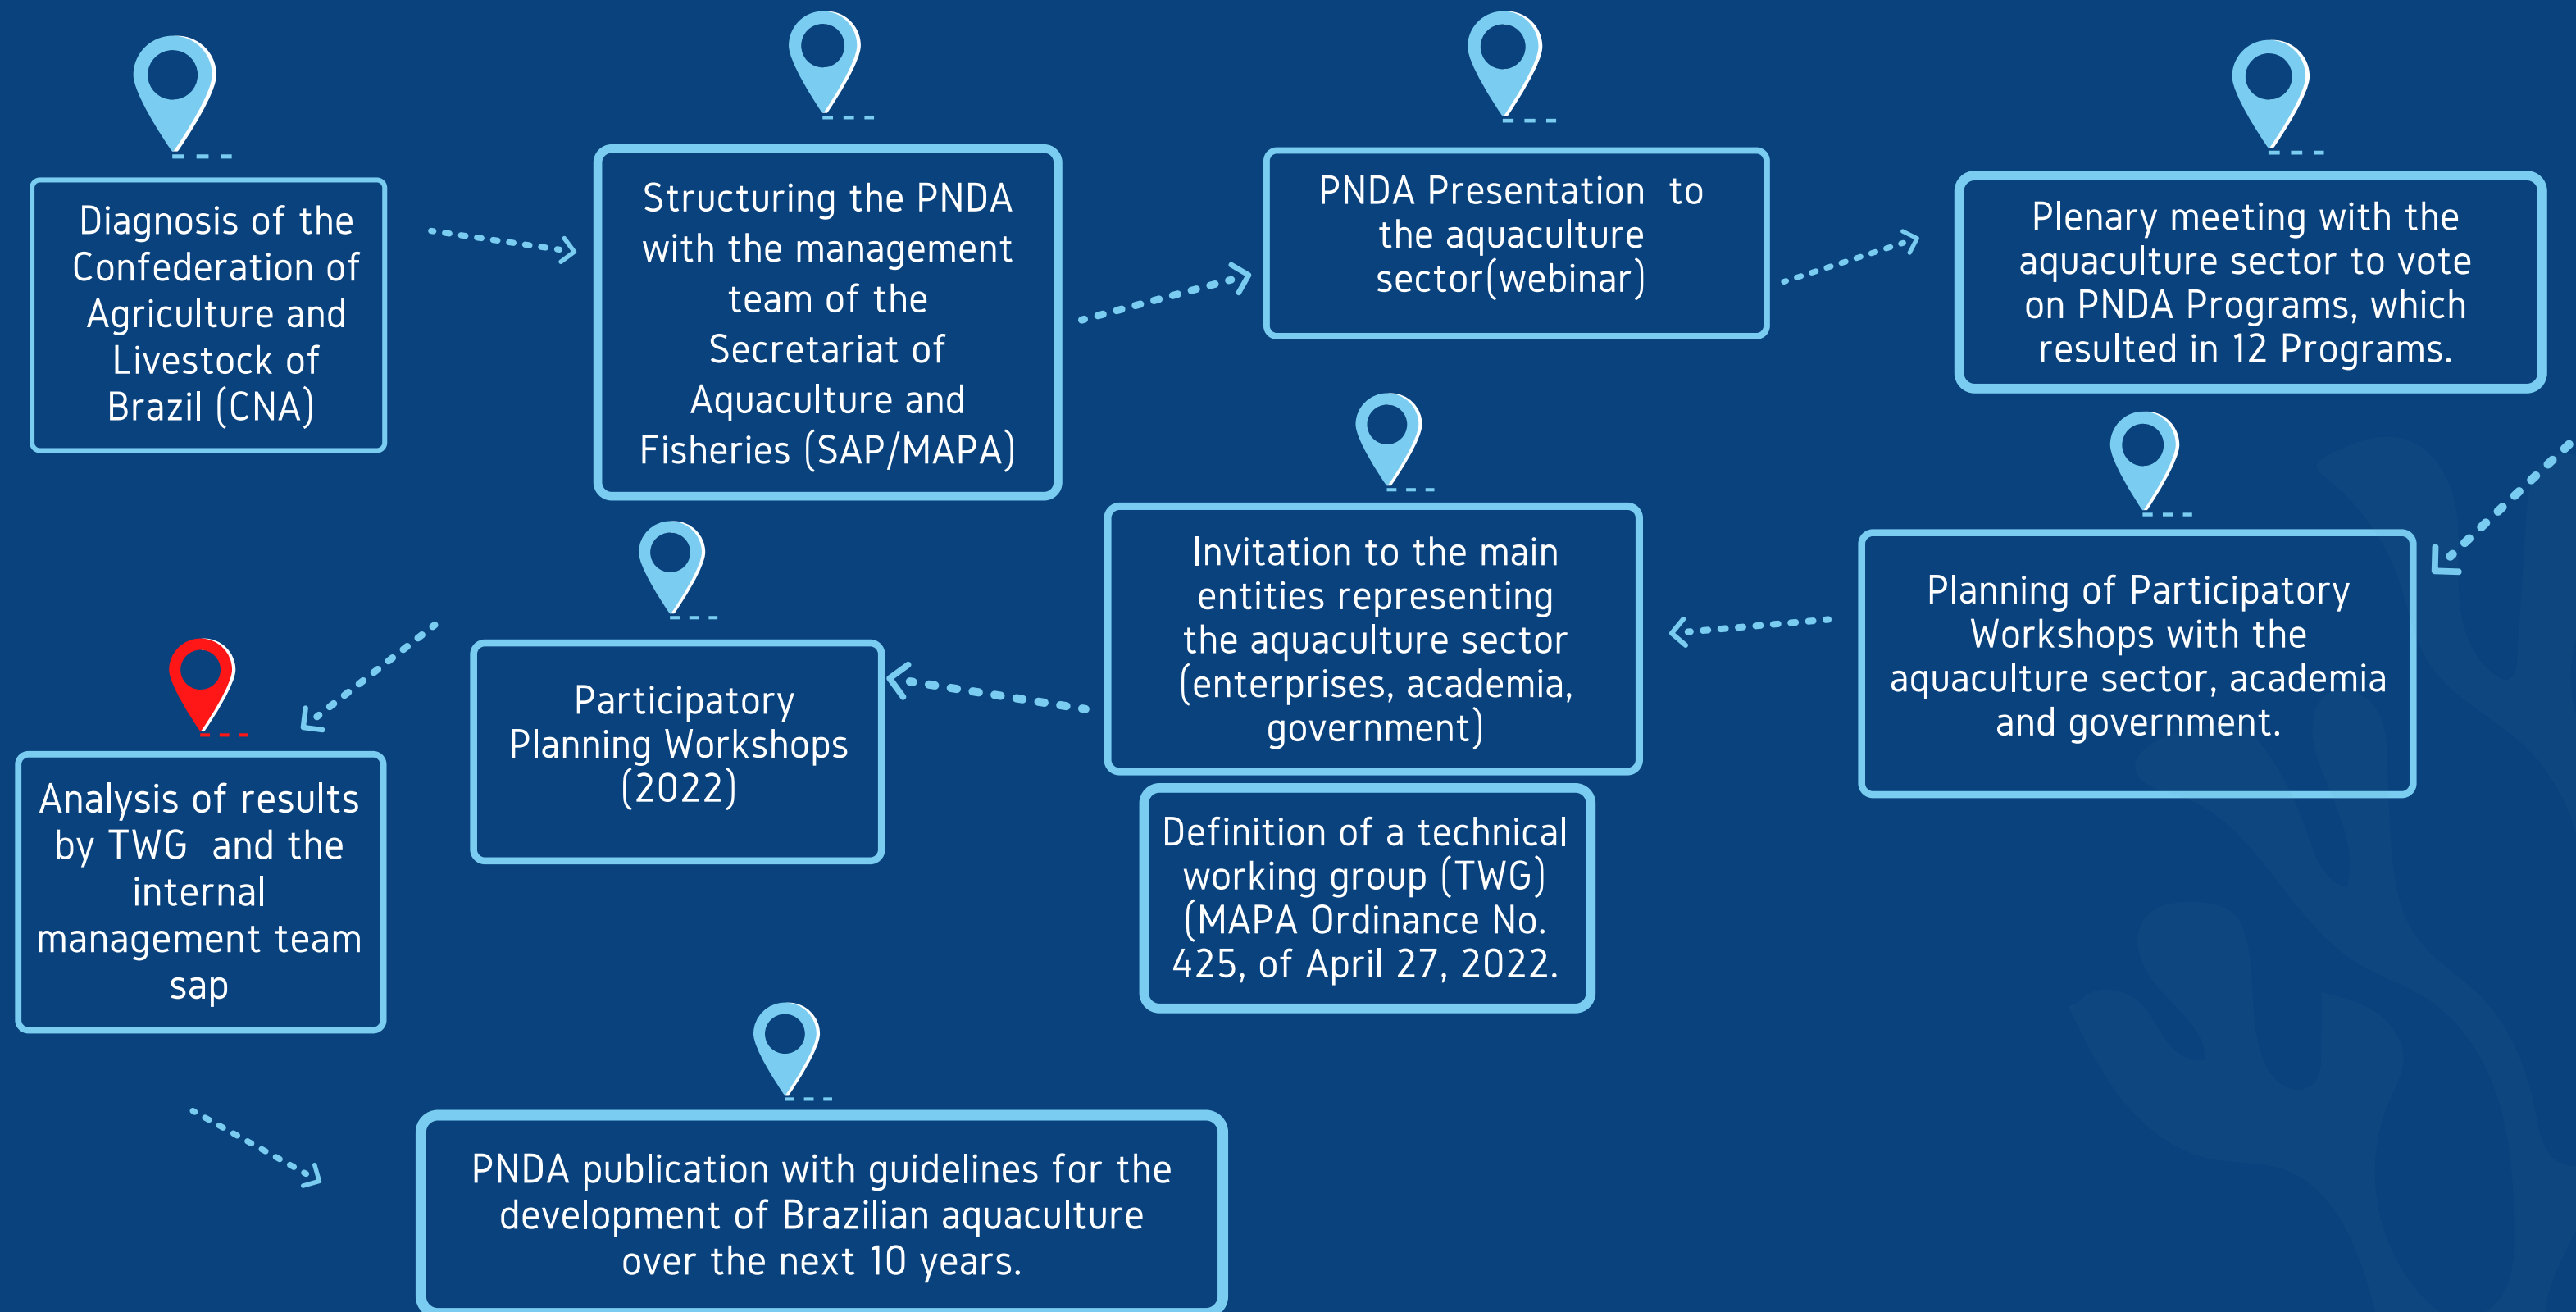 Diagnosis of the
Confederation of
Agriculture and
Livestock of
Brazil (CNA)
Structuring the PNDA
with the management
team of the
Secretariat of
Aquaculture and
Fisheries (SAP/MAPA)
PNDA Presentation to
the aquaculture
sector(webinar)
Plenary meeting with the
aquaculture sector to vote
on PNDA Programs, which
resulted in 12 Programs.
Planning of Participatory
Workshops with the
aquaculture sector, academia
and government.
Invitation to the main
entities representing
the aquaculture sector
(enterprises, academia,
government)
Definition of a technical
working group (TWG)
(MAPA Ordinance No.
425, of April 27, 2022.
Participatory
Planning Workshops
(2022)
Analysis of results
by TWG and the
internal
management team
sap
PNDA publication with guidelines for the
development of Brazilian aquaculture
over the next 10 years.